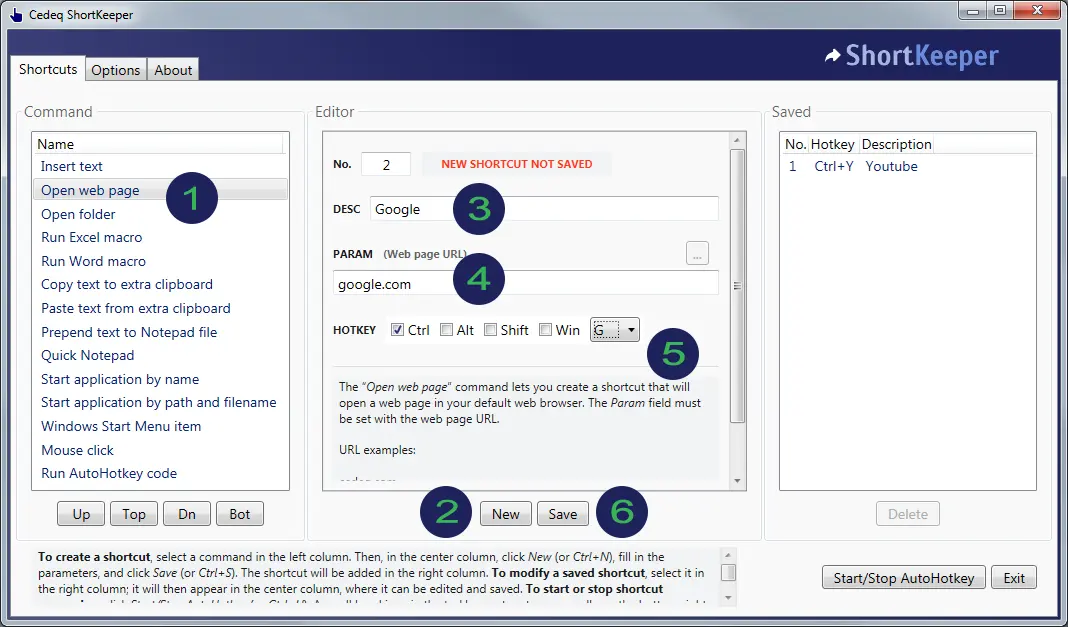 Cedeq ShortKeeper
ShortKeeper
Shortcuts Options About
Command
Name
Insert text
Open web page
Open folder
Run Excel macro
Run Word macro
Copy text to extra clipboard
Paste text from extra clipboard
Prepend text to Notepad file
Quick Notepad
Start application by name
Start application by path and filename
Windows Start Menu item
Mouse click
Run AutoHotkey code
Up Top Dn Bot
1
Editor
No. 2 NEW SHORTCUT NOT SAVED
DESC Google
3
PARAM (Web page URL) ...
google.com
4
HOTKEY Ctrl Alt Shift Win G
5
The "Open web page" command lets you create a shortcut that will
open a web page in your default web browser. The Param field must
be set with the web page URL.
URL examples:
2 New Save 6
Saved
No. Hotkey Description
1 Ctrl+Y Youtube
Delete
To create a shortcut, select a command in the left column. Then, in the center column, click New (or Ctrl+N), fill in the
parameters, and click Save (or Ctrl+S). The shortcut will be added in the right column. To modify a saved shortcut, select it in
the right column; it will then appear in the center column, where it can be edited and saved. To start or stop shortcut
Start/Stop AutoHotkey Exit